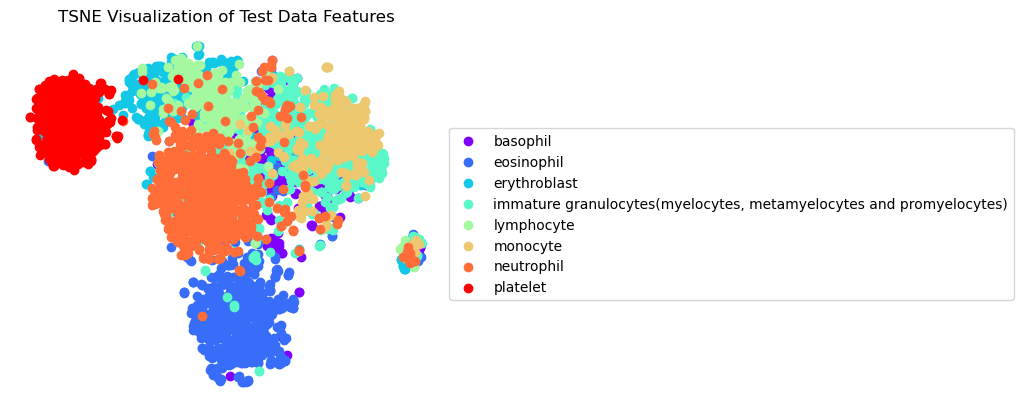 TSNE Visualization of Test Data Features
basophil
eosinophil
erythroblast
immature granulocytes(myelocytes, metamyelocytes and promyelocytes)
lymphocyte
monocyte
neutrophil
platelet